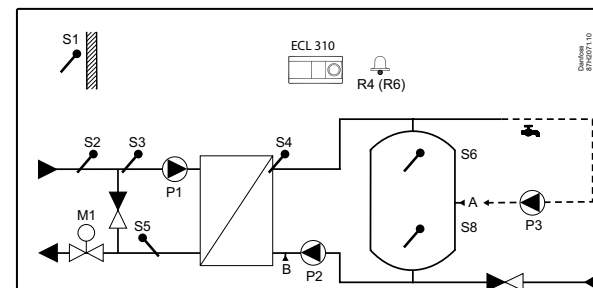 S1
ECL 310
R4 (R6)
Danfoss
87H2071.10
S2
S3
S4
S6
P1
A
P3
M1
S5
S8
B
P2